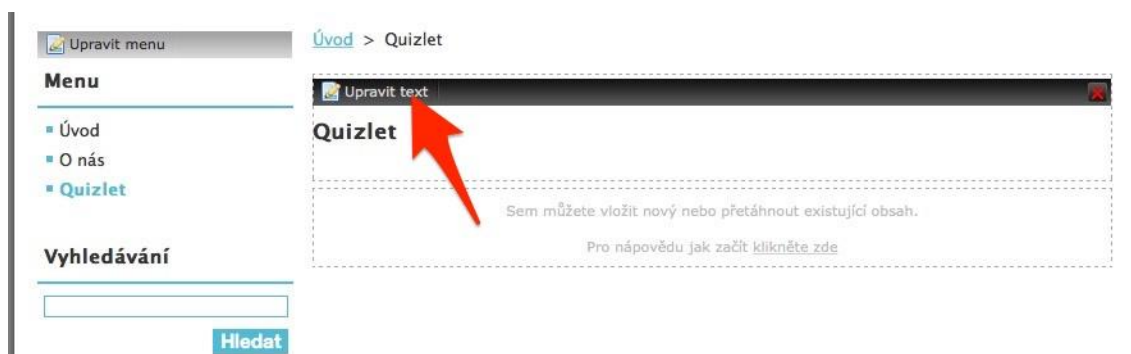 Upravit menu
Menu
Úvod
O nás
Quizlet
Vyhledávání
Hledat
Úvod > Quizlet
Upravit text
Quizlet
Sem můžete vložit nový nebo přetáhnout existující obsah.
Pro nápovědu jak začít klikněte zde